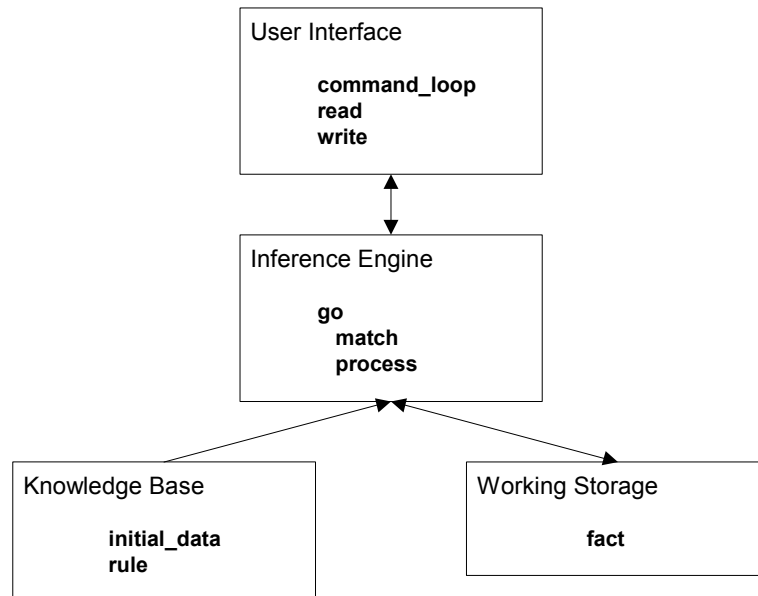 User Interface
command_loop
read
write
Inference Engine
go
match
process
Knowledge Base
initial_data
rule
Working Storage
fact